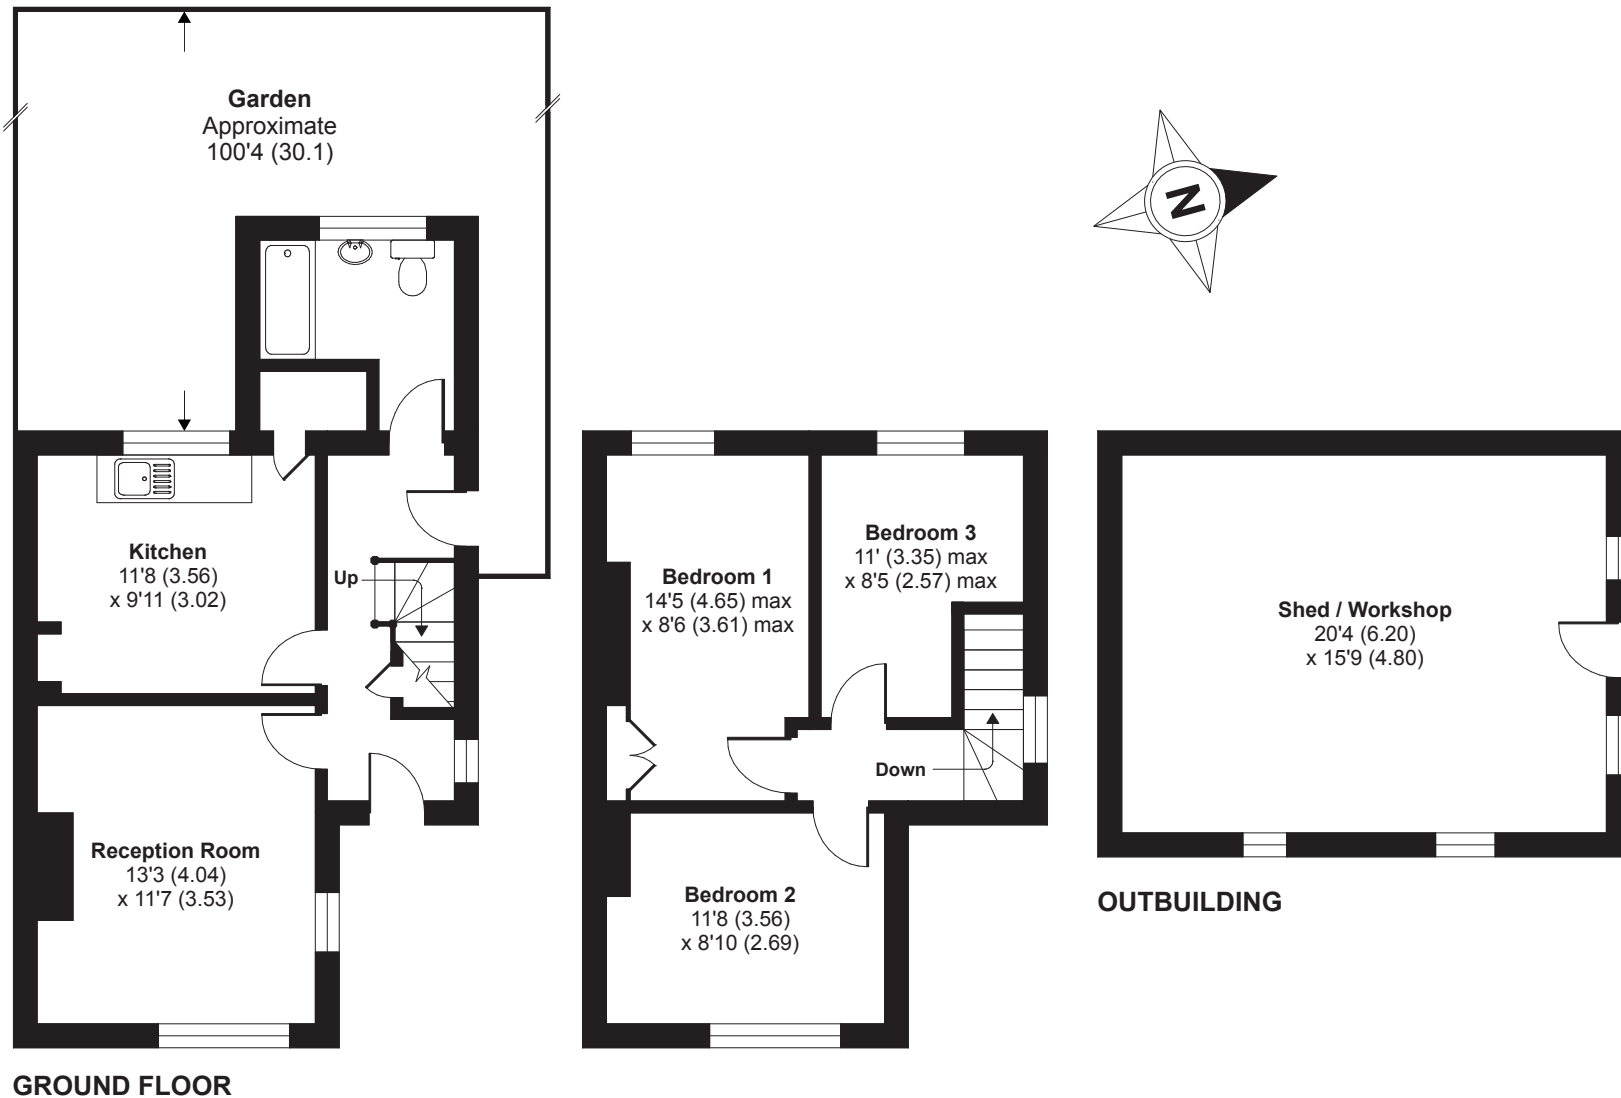 Garden
Approximate
100'4 (30.1)
N
Kitchen
11'8 (3.56)
x 9'11 (3.02)
Up
Reception Room
13'3 (4.04)
x 11'7 (3.53)
GROUND FLOOR
Bedroom 1
14'5 (4.65) max
x 8'6 (3.61) max
Bedroom 3
11' (3.35) max
x 8'5 (2.57) max
Down
Bedroom 2
11'8 (3.56)
x 8'10 (2.69)
Shed / Workshop
20'4 (6.20)
x 15'9 (4.80)
OUTBUILDING